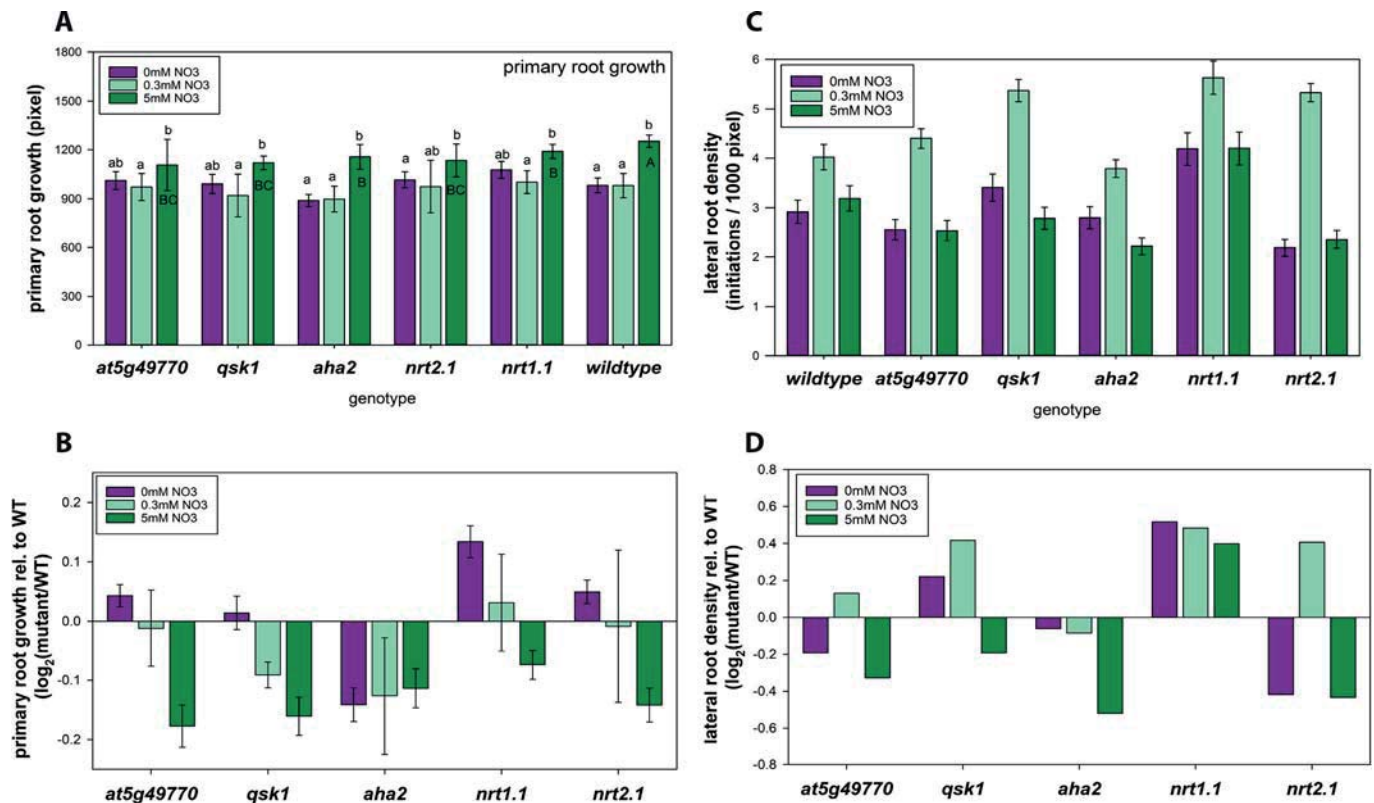 A
primary root growth (pixel)
1800
1500
1200
900
600
300
0
0mM NO3
0.3mM NO3
5mM NO3
primary root growth
ab a b BC
ab a b BC
a a b B
a a b BC
ab a b B
a a b A
at5g49770 qsk1 aha2 nrt2.1 nrt1.1 wildtype
genotype
C
lateral root density
(initiations / 1000 pixel)
6
5
4
3
2
1
0
0mM NO3
0.3mM NO3
5mM NO3
wildtype at5g49770 qsk1 aha2 nrt1.1 nrt2.1
genotype
B
primary root growth rel. to WT
(log2(mutant/WT)
0.2
0.1
0.0
-0.1
-0.2
0mM NO3
0.3mM NO3
5mM NO3
at5g49770 qsk1 aha2 nrt1.1 nrt2.1
D
lateral root density rel. to WT
(log2(mutant/WT)
0.8
0.6
0.4
0.2
0.0
-0.2
-0.4
-0.6
-0.8
0mM NO3
0.3mM NO3
5mM NO3
at5g49770 qsk1 aha2 nrt1.1 nrt2.1